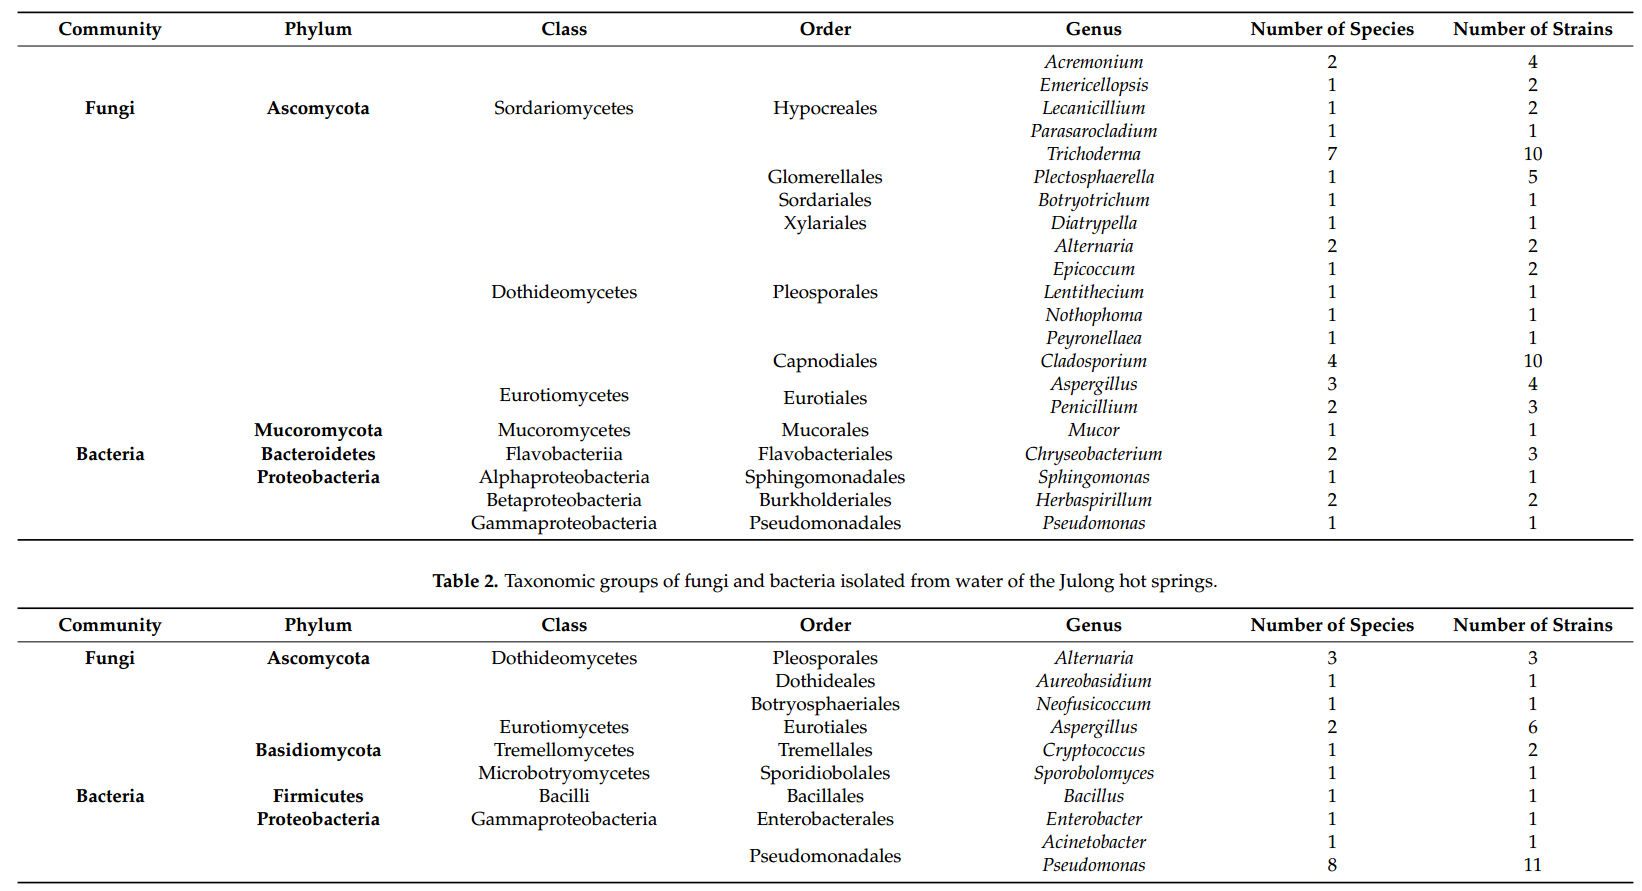 Community Phylum Class Order Genus Number of Species Number of Strains
Acremonium 2 4
Emericellopsis 1 2
Fungi Ascomycota Sordariomycetes Hypocreales Lecanicillium 1 2
Parasarocladium 1 1
Trichoderma 7 10
Glomerellales Plectosphaerella 1 5
Sordariales Botryotrichum 1 1
Xylariales Diatrypella 1 1
Alternaria 2 2
Epicoccum 1 2
Dothideomycetes Pleosporales Lentithecium 1 1
Nothophoma 1 1
Peyronellaea 1 1
Capnodiales Cladosporium 4 10
Aspergillus 3 4
Eurotiomycetes Eurotiales
Penicillium 2 3
Mucoromycota Mucoromycetes Mucorales Mucor 1 1
Bacteria Bacteroidetes Flavobacteriia Flavobacteriales Chryseobacterium 2 3
Proteobacteria Alphaproteobacteria Sphingomonadales Sphingomonas 1 1
Betaproteobacteria Burkholderiales Herbaspirillum 2 2
Gammaproteobacteria Pseudomonadales Pseudomonas 1 1
Table 2. Taxonomic groups of fungi and bacteria isolated from water of the Julong hot springs.
Community Phylum Class Order Genus Number of Species Number of Strains
Fungi Ascomycota Dothideomycetes Pleosporales Alternaria 3 3
Dothideales Aureobasidium 1 1
Botryosphaeriales Neofusicoccum 1 1
Eurotiomycetes Eurotiales Aspergillus 2 6
Basidiomycota Tremellomycetes Tremellales Cryptococcus 1 2
Microbotryomycetes Sporidiobolales Sporobolomyces 1 1
Bacteria Firmicutes Bacilli Bacillales Bacillus 1 1
Proteobacteria Gammaproteobacteria Enterobacterales Enterobacter 1 1
Acinetobacter 1 1
Pseudomonadales
Pseudomonas 8 11